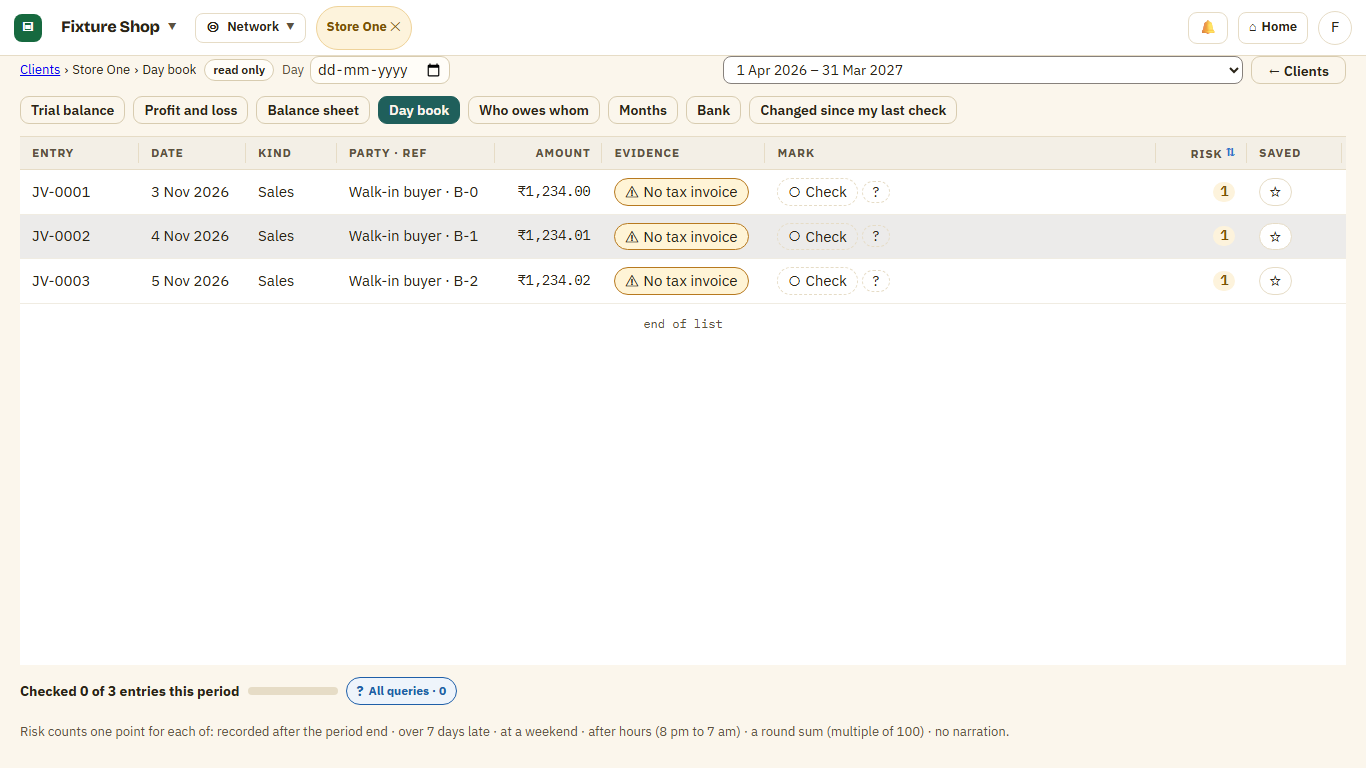 Fixture Shop ▼ Network ▼ Store One ✕ Home F
Clients › Store One › Day book read only Day dd-mm-yyyy 1 Apr 2026 – 31 Mar 2027 ← Clients
Trial balance Profit and loss Balance sheet Day book Who owes whom Months Bank Changed since my last check
ENTRY DATE KIND PARTY · REF AMOUNT EVIDENCE MARK RISK ⇅ SAVED
JV-0001 3 Nov 2026 Sales Walk-in buyer · B-0 ₹1,234.00 ⚠ No tax invoice ○ Check ? 1 ☆
JV-0002 4 Nov 2026 Sales Walk-in buyer · B-1 ₹1,234.01 ⚠ No tax invoice ○ Check ? 1 ☆
JV-0003 5 Nov 2026 Sales Walk-in buyer · B-2 ₹1,234.02 ⚠ No tax invoice ○ Check ? 1 ☆
end of list
Checked 0 of 3 entries this period ? All queries · 0
Risk counts one point for each of: recorded after the period end · over 7 days late · at a weekend · after hours (8 pm to 7 am) · a round sum (multiple of 100) · no narration.